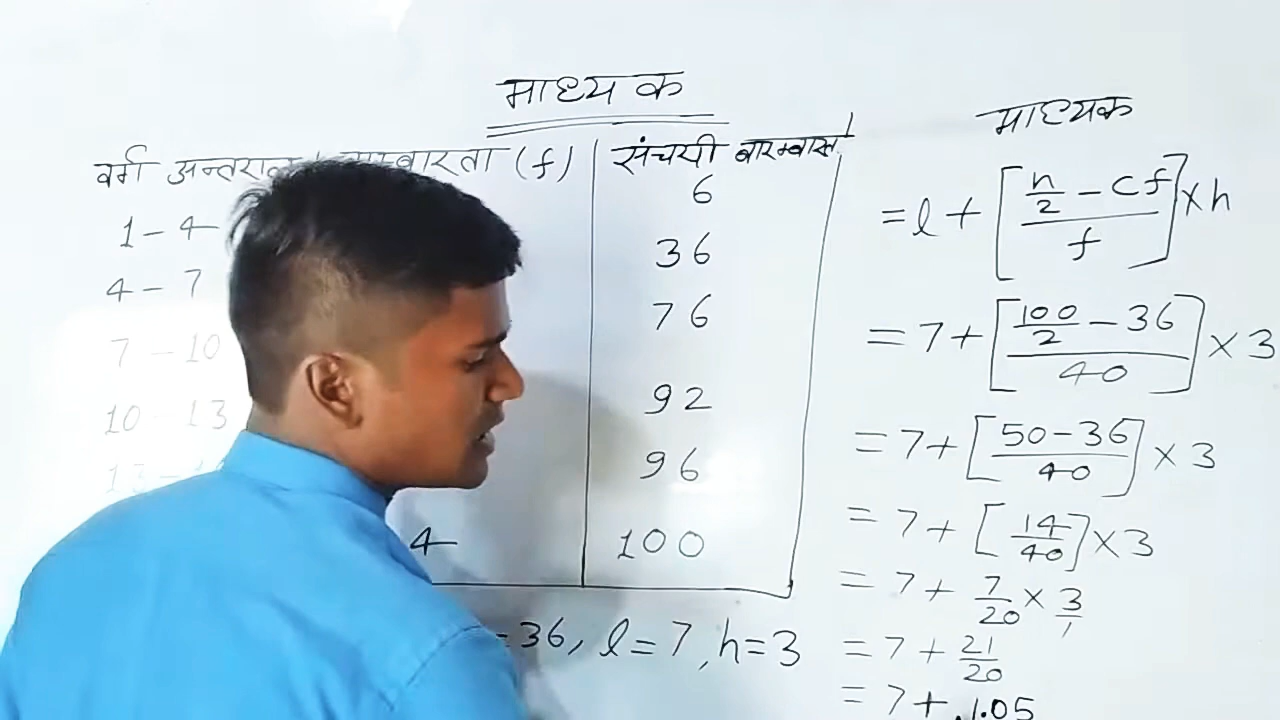 माध्यक
वर्ग अन्तराल (f) संचयी बारम्बारता
1 - 4 6
4 - 7 36
7 - 10 76
10 - 13 92
96
4 100
=36, l=7, h=3
माध्यक
= l + [n/2 - cf / f] × h
= 7 + [100/2 - 36 / 40] × 3
= 7 + [50 - 36 / 40] × 3
= 7 + [14/40] × 3
= 7 + 7/20 × 3/1
= 7 + 21/20
= 7 + 1.05